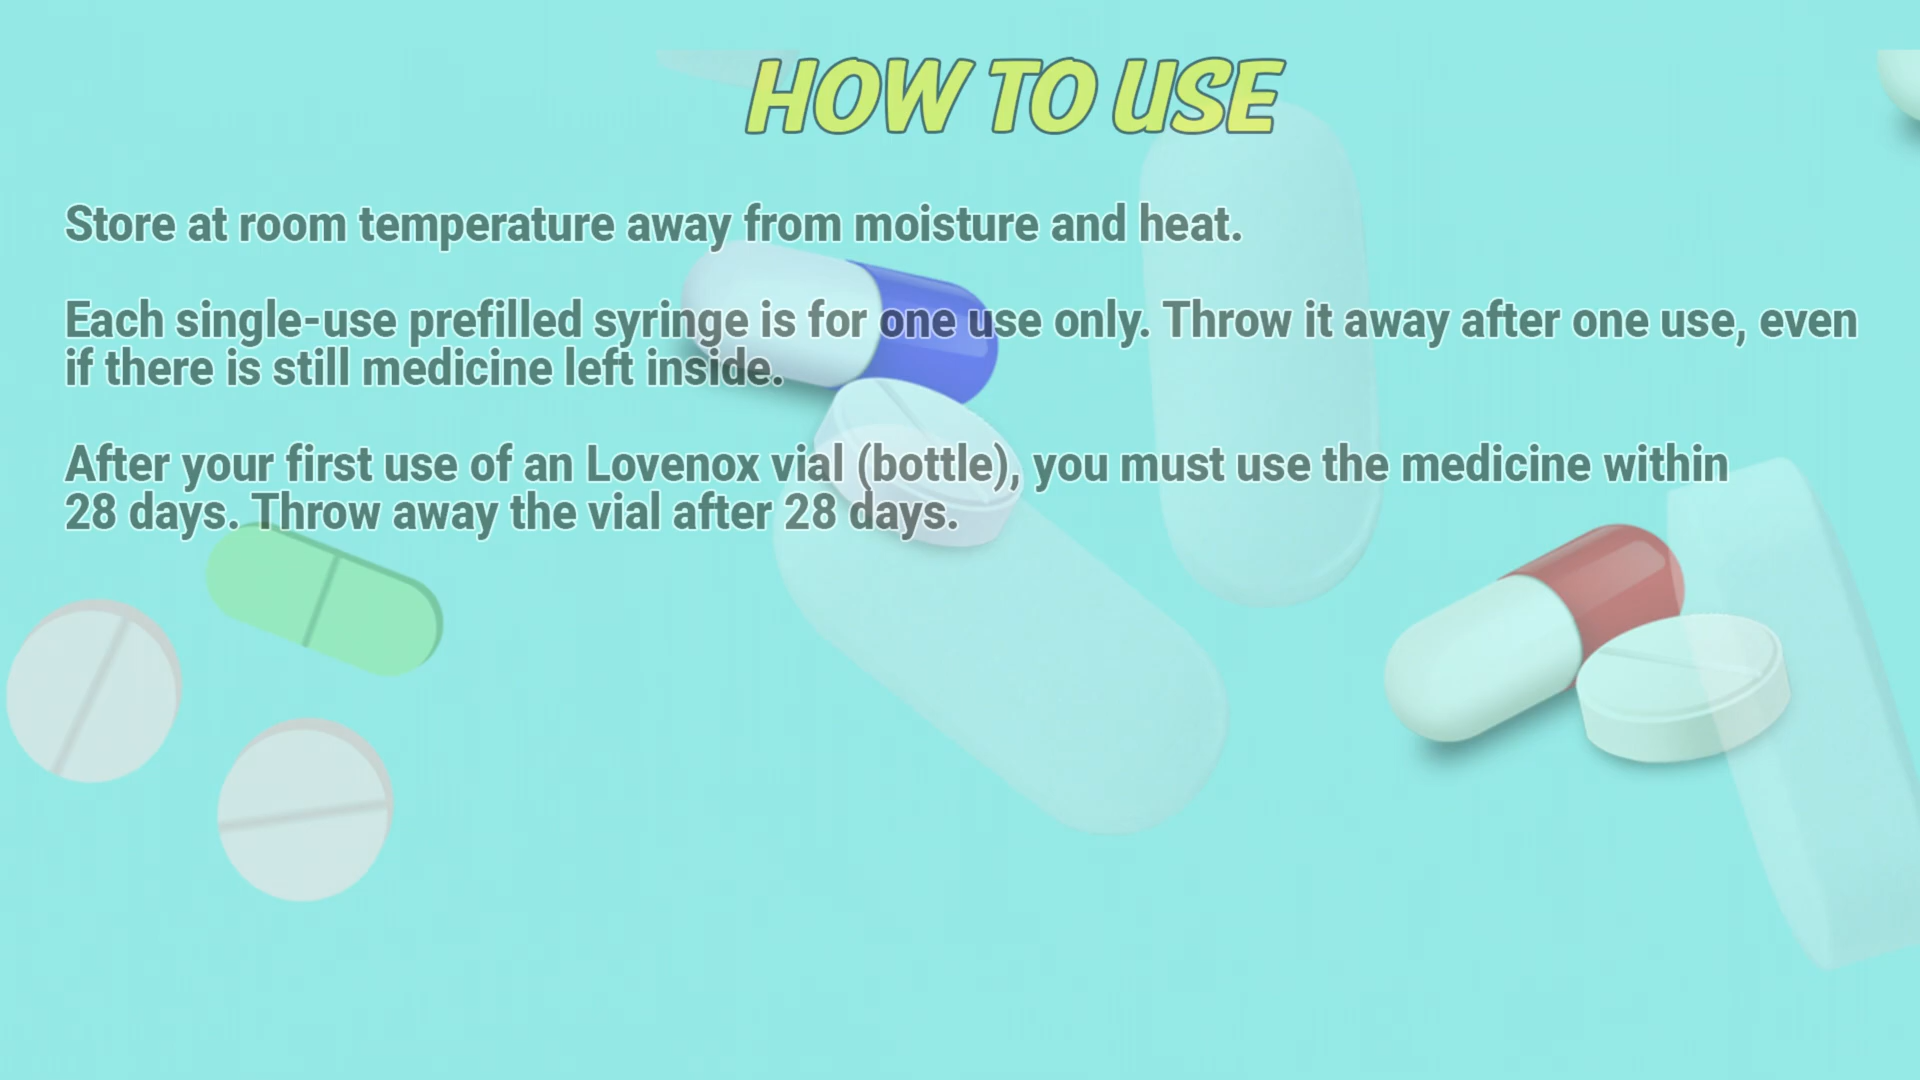 HOW TO USE
Store at room temperature away from moisture and heat.
Each single-use prefilled syringe is for one use only. Throw it away after one use, even
if there is still medicine left inside.
After your first use of an Lovenox vial (bottle), you must use the medicine within
28 days. Throw away the vial after 28 days.